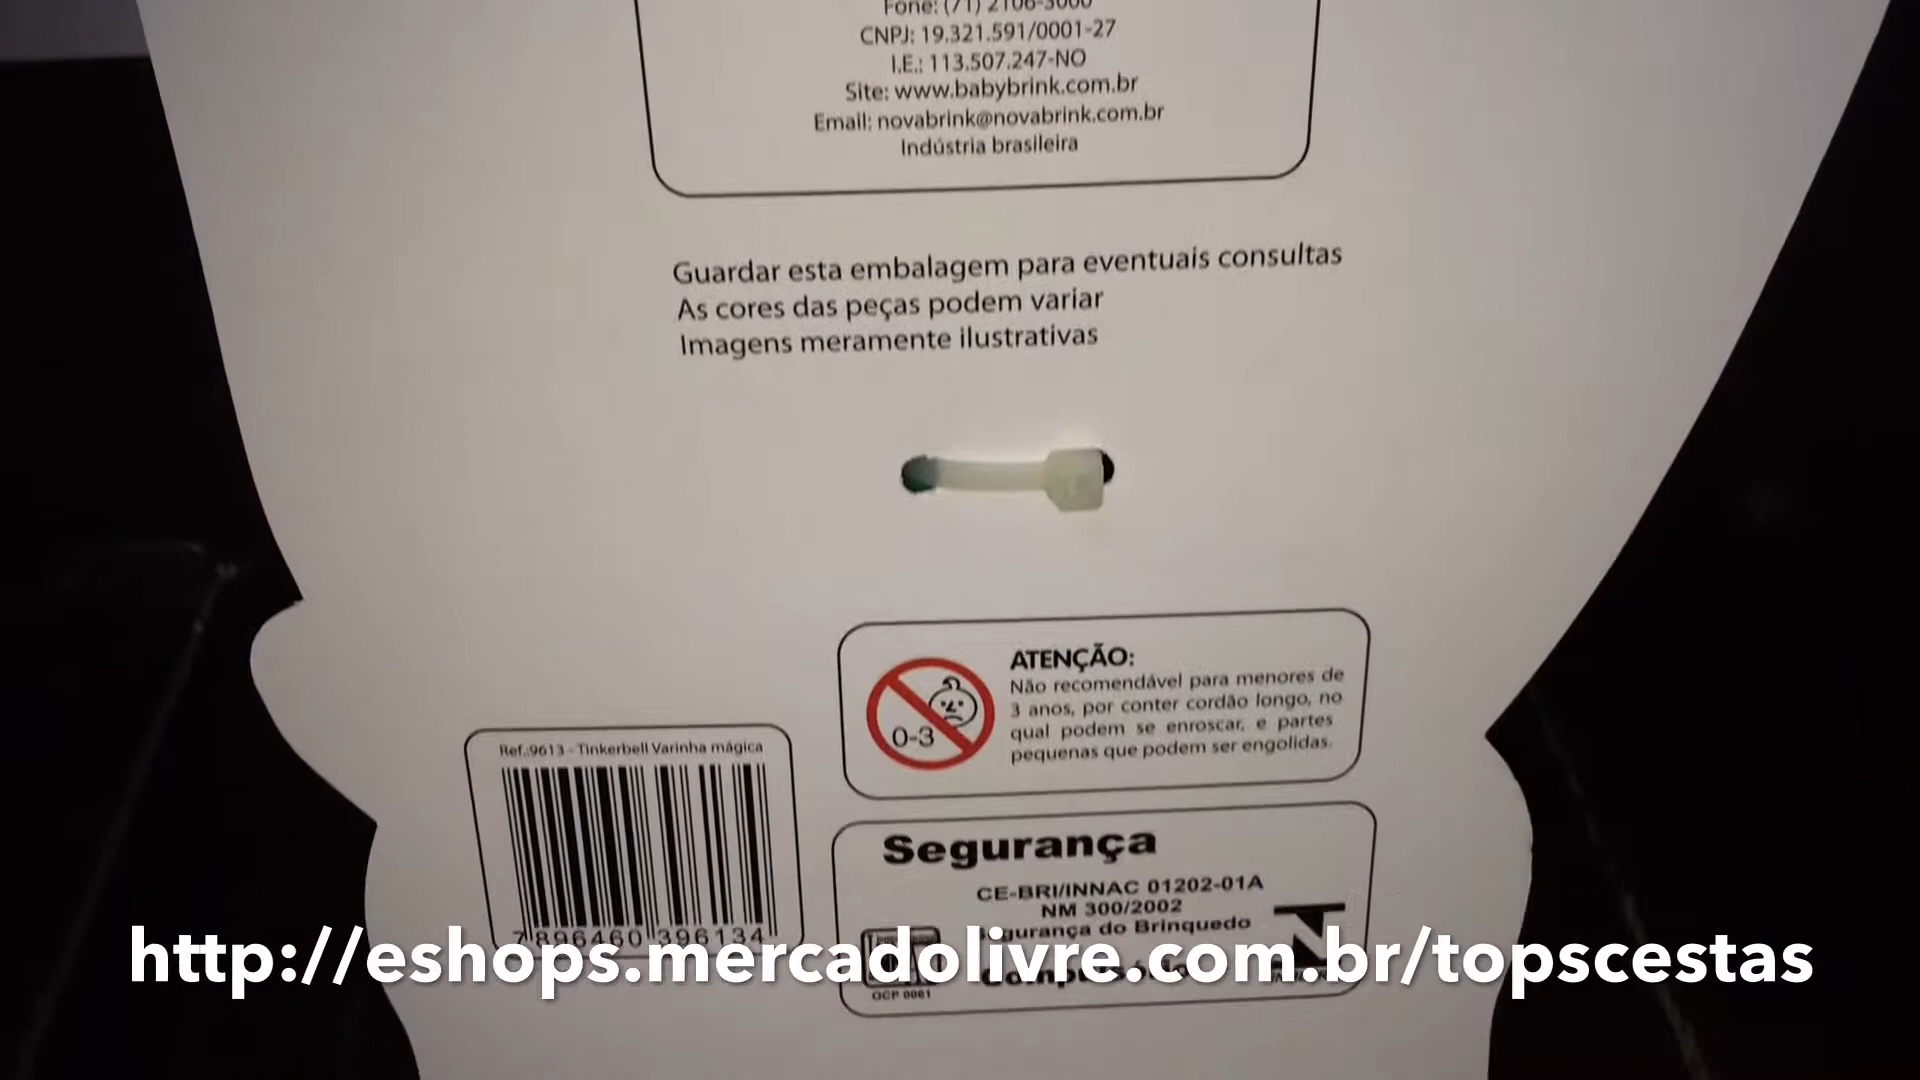 Fone: (71) 2106-3000
CNPJ: 19.321.591/0001-27
I.E.: 113.507.247-NO
Site: www.babybrink.com.br
Email: novabrink@novabrink.com.br
Indústria brasileira
Guardar esta embalagem para eventuais consultas
As cores das peças podem variar
Imagens meramente ilustrativas
ATENÇÃO:
Não recomendável para menores de
3 anos, por conter cordão longo, no
qual podem se enroscar, e partes
pequenas que podem ser engolidas.
0-3
Ref.:9613 - Tinkerbell Varinha mágica
7 896460 396134
Segurança
CE-BRI/INNAC 01202-01A
NM 300/2002
do Brinquedo
OCP 0061
http://eshops.mercadolivre.com.br/topscestas